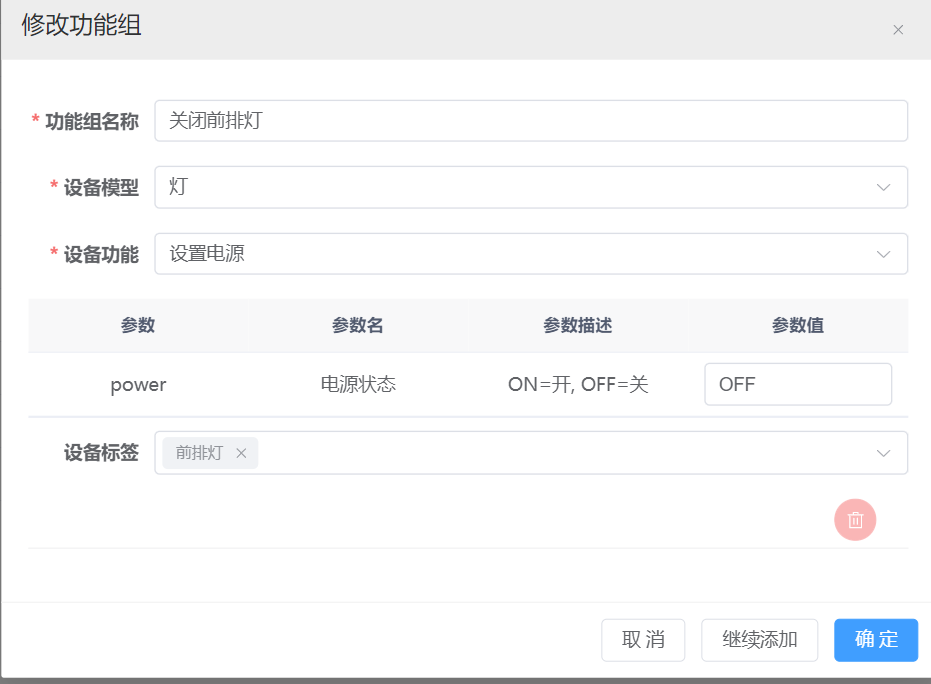 修改功能组
* 功能组名称 关闭前排灯
* 设备模型 灯
* 设备功能 设置电源
参数 参数名 参数描述 参数值
power 电源状态 ON=开, OFF=关 OFF
设备标签 前排灯
取消 继续添加 确定